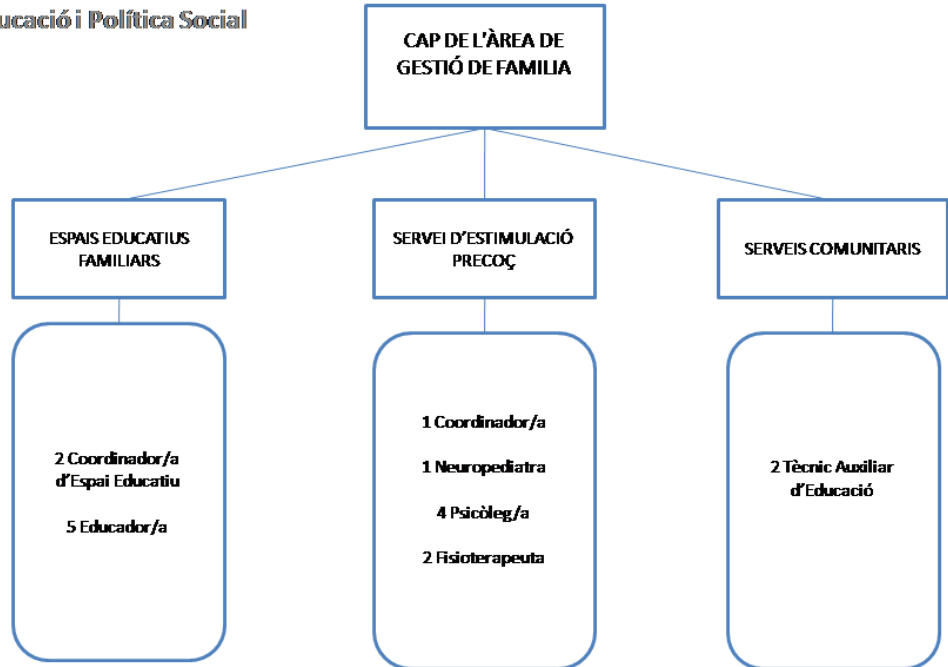 ucació i Política Social
CAP DE L'ÀREA DE
GESTIÓ DE FAMILIA
ESPAIS EDUCATIUS
FAMILIARS
SERVEI D'ESTIMULACIÓ
PRECOÇ
SERVEIS COMUNITARIS
2 Coordinador/a
d'Espai Educatiu
5 Educador/a
1 Coordinador/a
1 Neuropediatra
4 Psicòleg/a
2 Fisioterapeuta
2 Tècnic Auxiliar
d'Educació